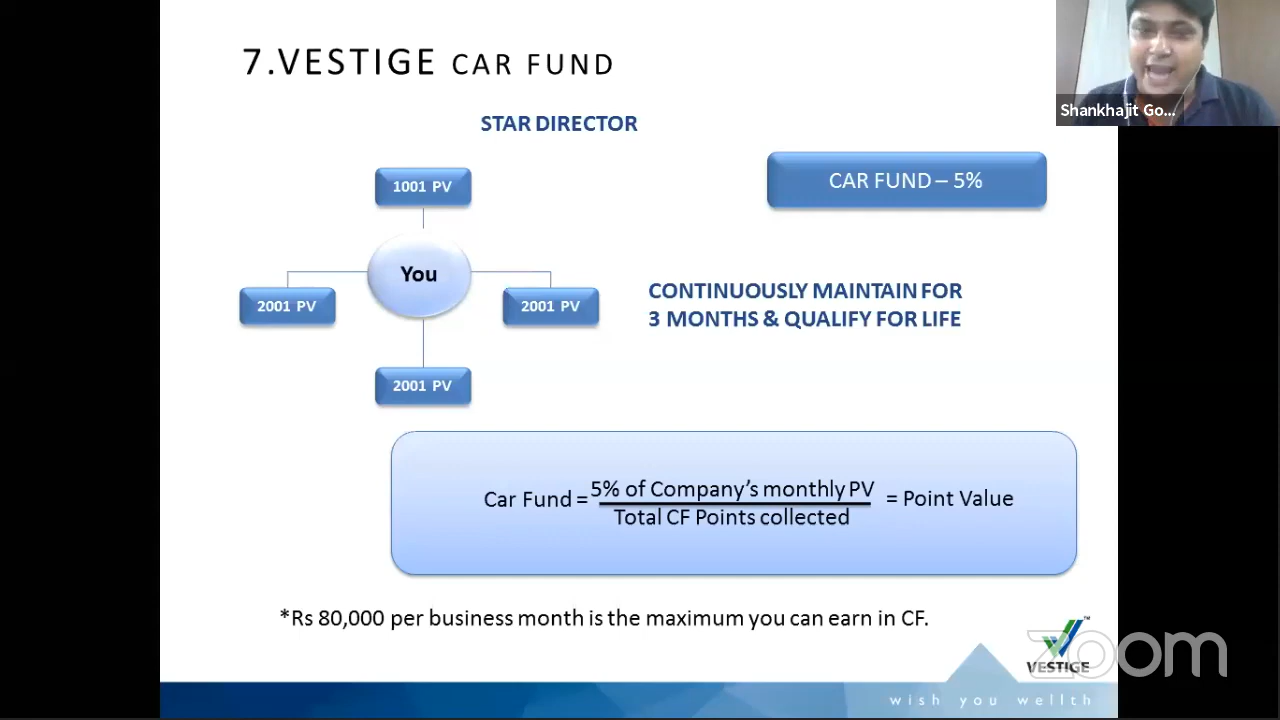 7.VESTIGE CAR FUND
Shankhajit Go...
STAR DIRECTOR
1001 PV
CAR FUND – 5%
You
2001 PV
2001 PV
CONTINUOUSLY MAINTAIN FOR
3 MONTHS & QUALIFY FOR LIFE
2001 PV
Car Fund = 5% of Company's monthly PV = Point Value
Total CF Points collected
*Rs 80,000 per business month is the maximum you can earn in CF.
VESTIGE
TM
zoom
wish you wellth